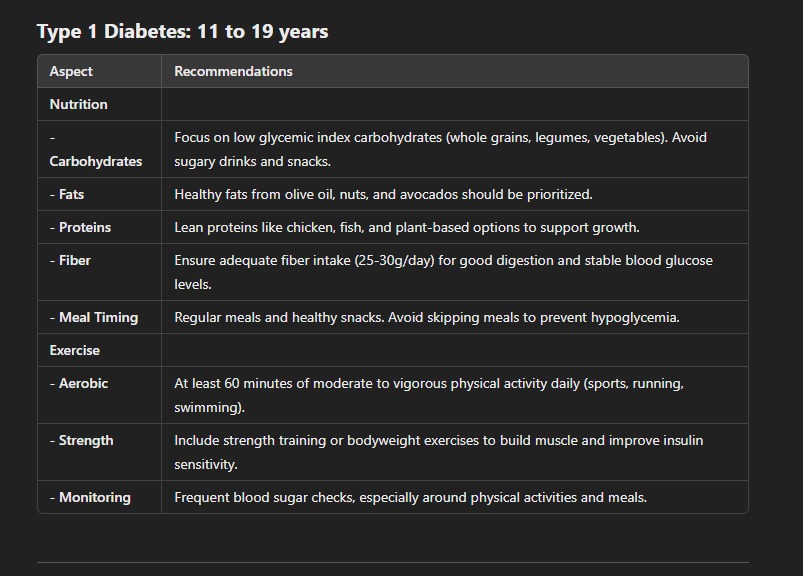 Type 1 Diabetes: 11 to 19 years
Aspect Recommendations
Nutrition
-
Carbohydrates
Focus on low glycemic index carbohydrates (whole grains, legumes, vegetables). Avoid
sugary drinks and snacks.
- Fats Healthy fats from olive oil, nuts, and avocados should be prioritized.
- Proteins Lean proteins like chicken, fish, and plant-based options to support growth.
- Fiber Ensure adequate fiber intake (25-30g/day) for good digestion and stable blood glucose
levels.
- Meal Timing Regular meals and healthy snacks. Avoid skipping meals to prevent hypoglycemia.
Exercise
- Aerobic At least 60 minutes of moderate to vigorous physical activity daily (sports, running,
swimming).
- Strength Include strength training or bodyweight exercises to build muscle and improve insulin
sensitivity.
- Monitoring Frequent blood sugar checks, especially around physical activities and meals.